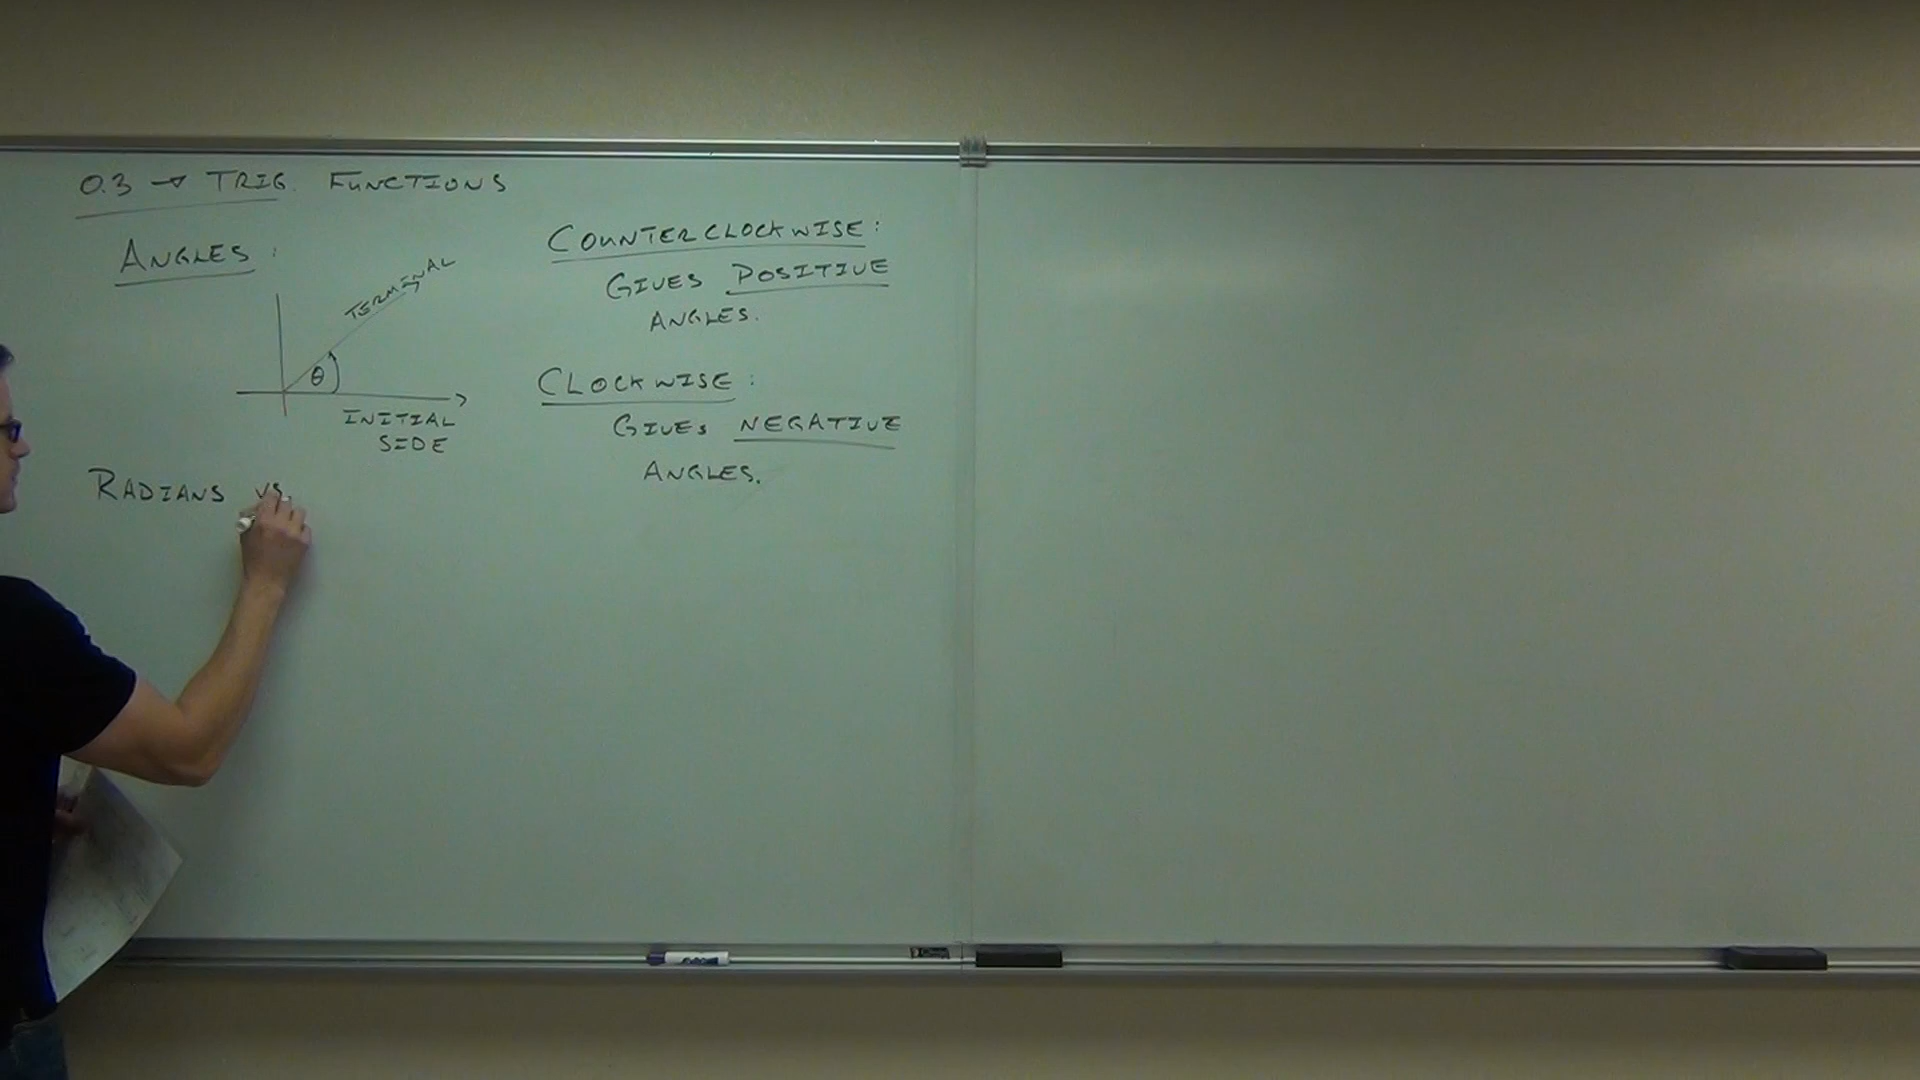 0.3 → TRIG. FUNCTIONS
ANGLES:
TERMINAL
θ
INITIAL
SIDE
COUNTERCLOCKWISE:
GIVES POSITIVE
ANGLES.
CLOCKWISE:
GIVES NEGATIVE
ANGLES.
RADIANS VS.